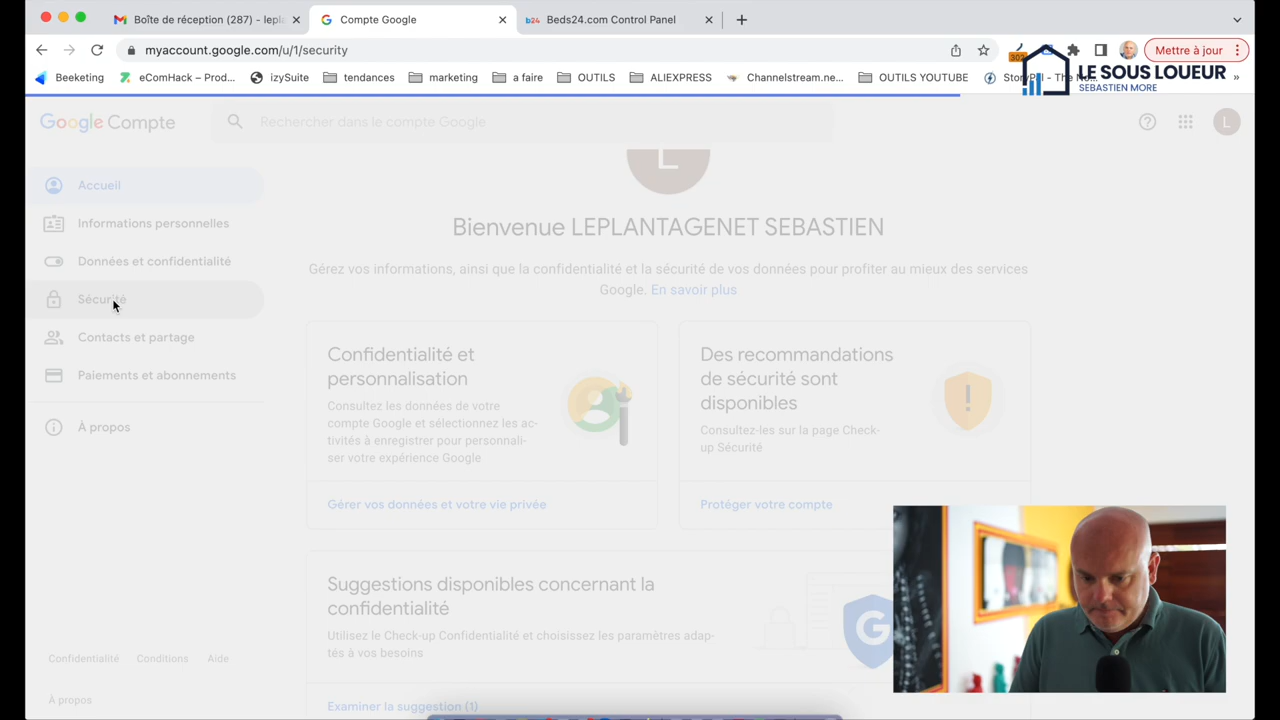 Boîte de réception (287) - lepla
Compte Google
b24 Beds24.com Control Panel
myaccount.google.com/u/1/security
302
Mettre à jour
Beeketing
eComHack – Prod...
izySuite
tendances
marketing
a faire
OUTILS
ALIEXPRESS
Channelstream.ne...
OUTILS YOUTUBE
»
LE SOUS LOUEUR
SEBASTIEN MORE
Google Compte
Rechercher dans le compte Google
L
Accueil
Informations personnelles
Données et confidentialité
Sécurité
Contacts et partage
Paiements et abonnements
À propos
L
Bienvenue LEPLANTAGENET SEBASTIEN
Gérez vos informations, ainsi que la confidentialité et la sécurité de vos données pour profiter au mieux des services
Google. En savoir plus
Confidentialité et
personnalisation
Consultez les données de votre
compte Google et sélectionnez les ac-
tivités à enregistrer pour personnali-
ser votre expérience Google
Gérer vos données et votre vie privée
Des recommandations
de sécurité sont
disponibles
Consultez-les sur la page Check-
up Sécurité
Protéger votre compte
Suggestions disponibles concernant la
confidentialité
Utilisez le Check-up Confidentialité et choisissez les paramètres adap-
tés à vos besoins
G
Examiner la suggestion (1)
Confidentialité Conditions Aide
À propos